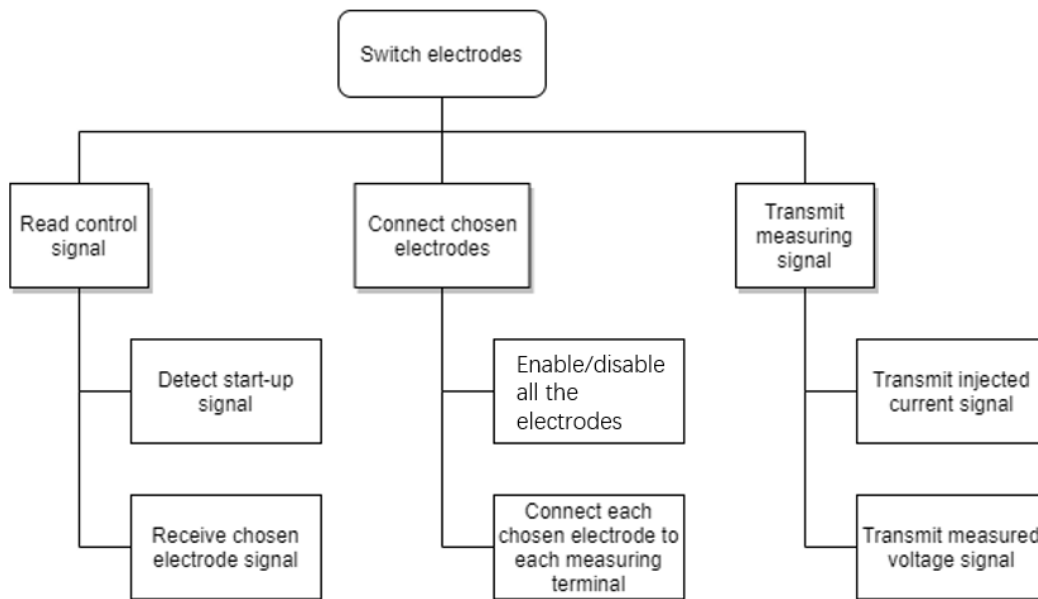 Switch electrodes
Read control
signal
Connect chosen
electrodes
Transmit
measuring
signal
Detect start-up
signal
Enable/disable
all the
electrodes
Transmit injected
current signal
Receive chosen
electrode signal
Connect each
chosen electrode to
each measuring
terminal
Transmit measured
voltage signal